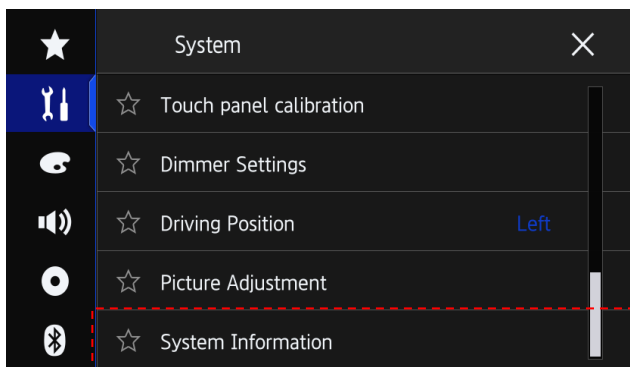 System
Touch panel calibration
Dimmer Settings
Driving Position Left
Picture Adjustment
System Information